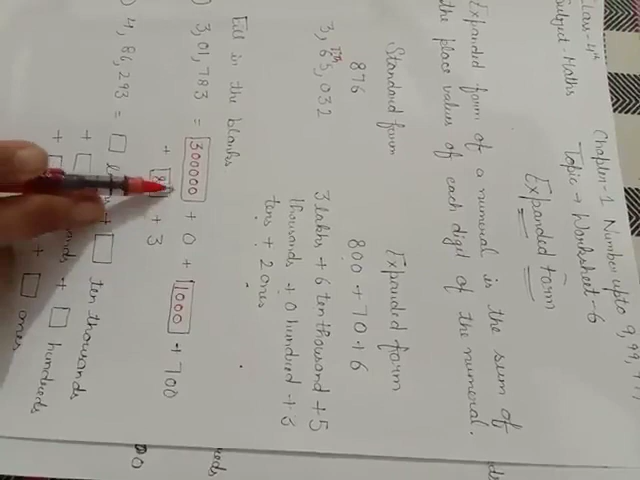 Class-4th
Subject-Maths
Chapter-1 Number upto 9,99,
Topic → Worksheet-6
Expanded form
Expanded form of a numeral is the sum of
the place values of each digit of the numeral.
Standard form Expanded form
876 800+70+6
3,65,032 3 lakhs + 6 ten thousand + 5
thousands + 0 hundred + 3
tens + 2 ones
Fill in the blanks
3,01,783 = 300000 + 0 + 1000 + 700
+ 80 + 3
) 4,86,293 = □ + □ ten thousands
+ □ + □ hundreds
+ □ + □ ones